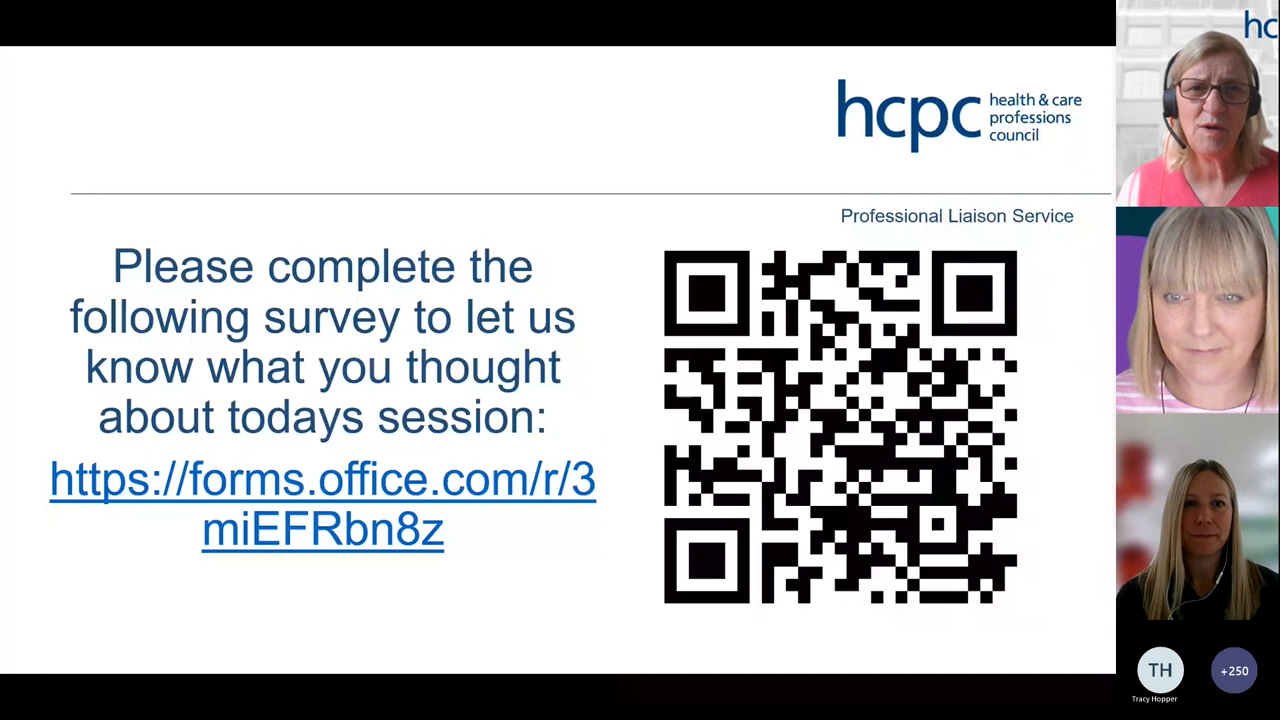 hcpc health & care
professions
council
Professional Liaison Service
Please complete the
following survey to let us
know what you thought
about todays session:
https://forms.office.com/r/3
miEFRbn8z
hc
TH
Tracy Hopper
+250